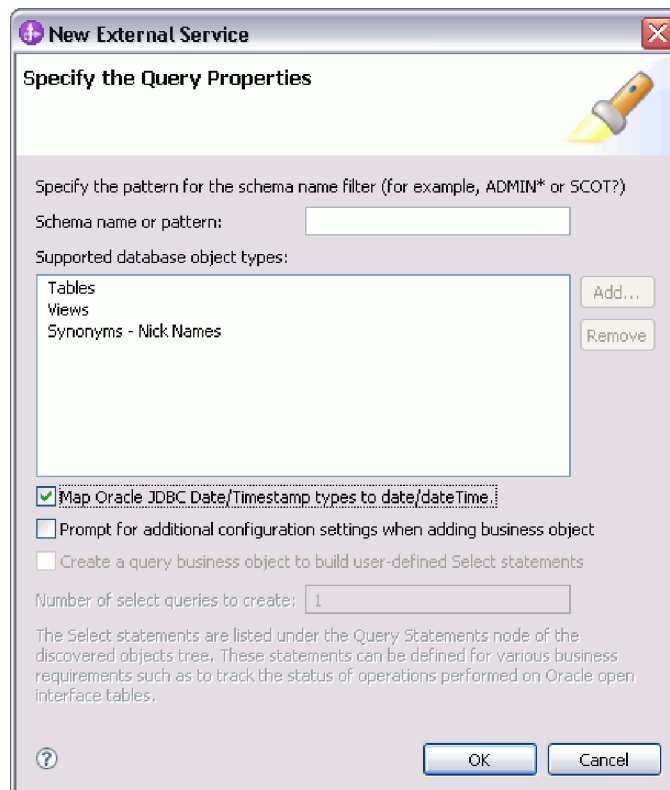 New External Service
Specify the Query Properties
Specify the pattern for the schema name filter (for example, ADMIN* or SCOT?)
Schema name or pattern:
Supported database object types:
Tables
Views
Synonyms - Nick Names
Add...
Remove
Map Oracle JDBC Date/Timestamp types to date/dateTime.
Prompt for additional configuration settings when adding business object
Create a query business object to build user-defined Select statements
Number of select queries to create: 1
The Select statements are listed under the Query Statements node of the
discovered objects tree. These statements can be defined for various business
requirements such as to track the status of operations performed on Oracle open
interface tables.
?
OK
Cancel